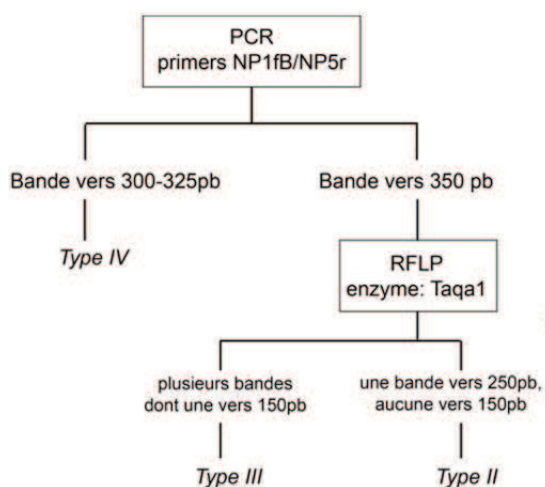 PCR
primers NP1fB/NP5r
Bande vers 300-325pb
Bande vers 350 pb
Type IV
RFLP
enzyme: Taqa1
plusieurs bandes
dont une vers 150pb
une bande vers 250pb,
aucune vers 150pb
Type III
Type II